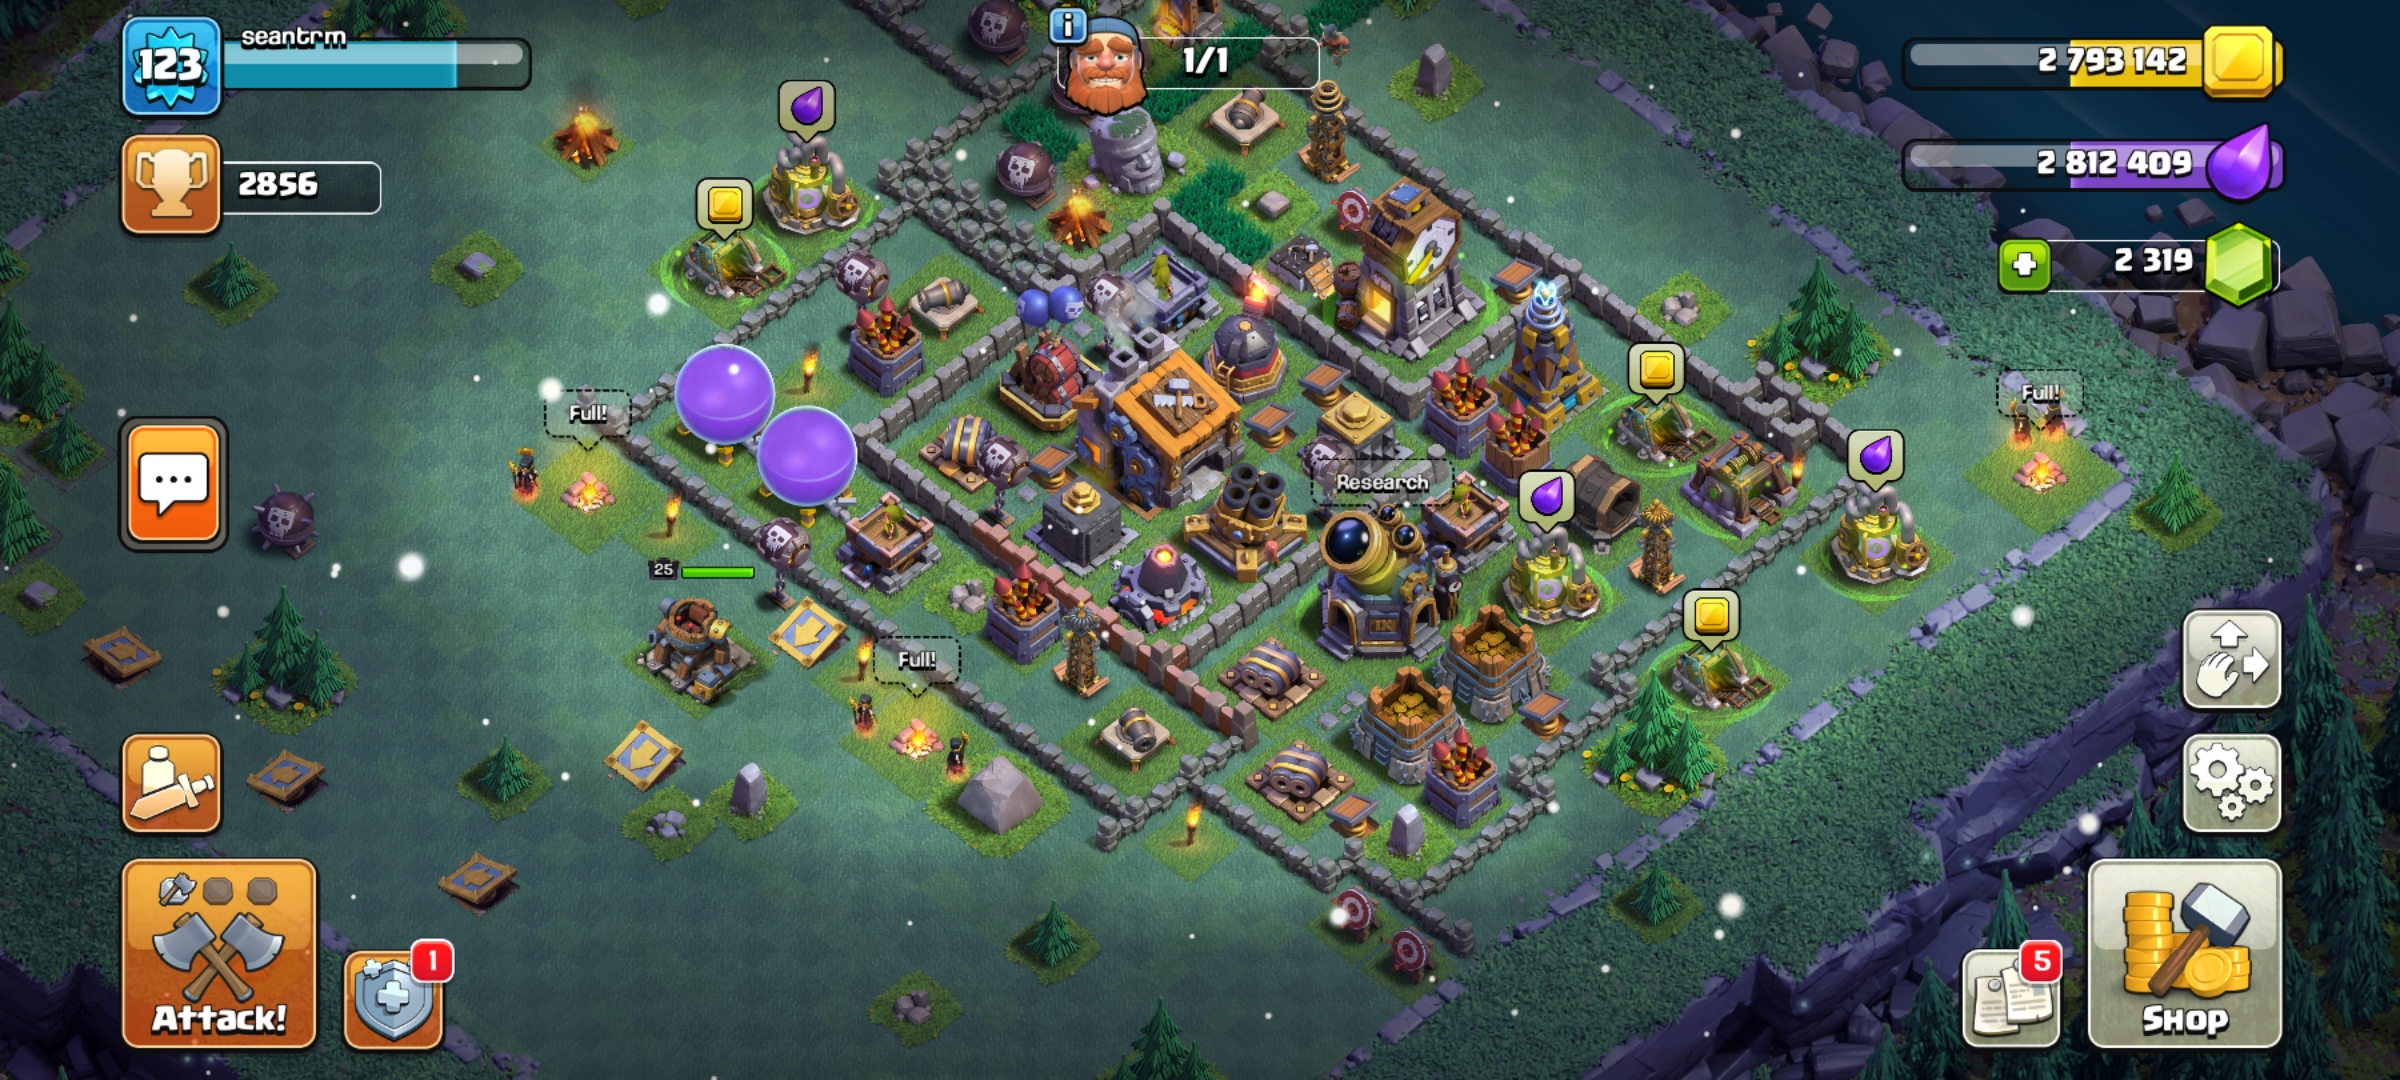 123
seantrm
i
1/1
2 793 142
2856
2 812 409
2 319
Full!
Full!
Research
25
Full!
1
5
Attack!
Shop